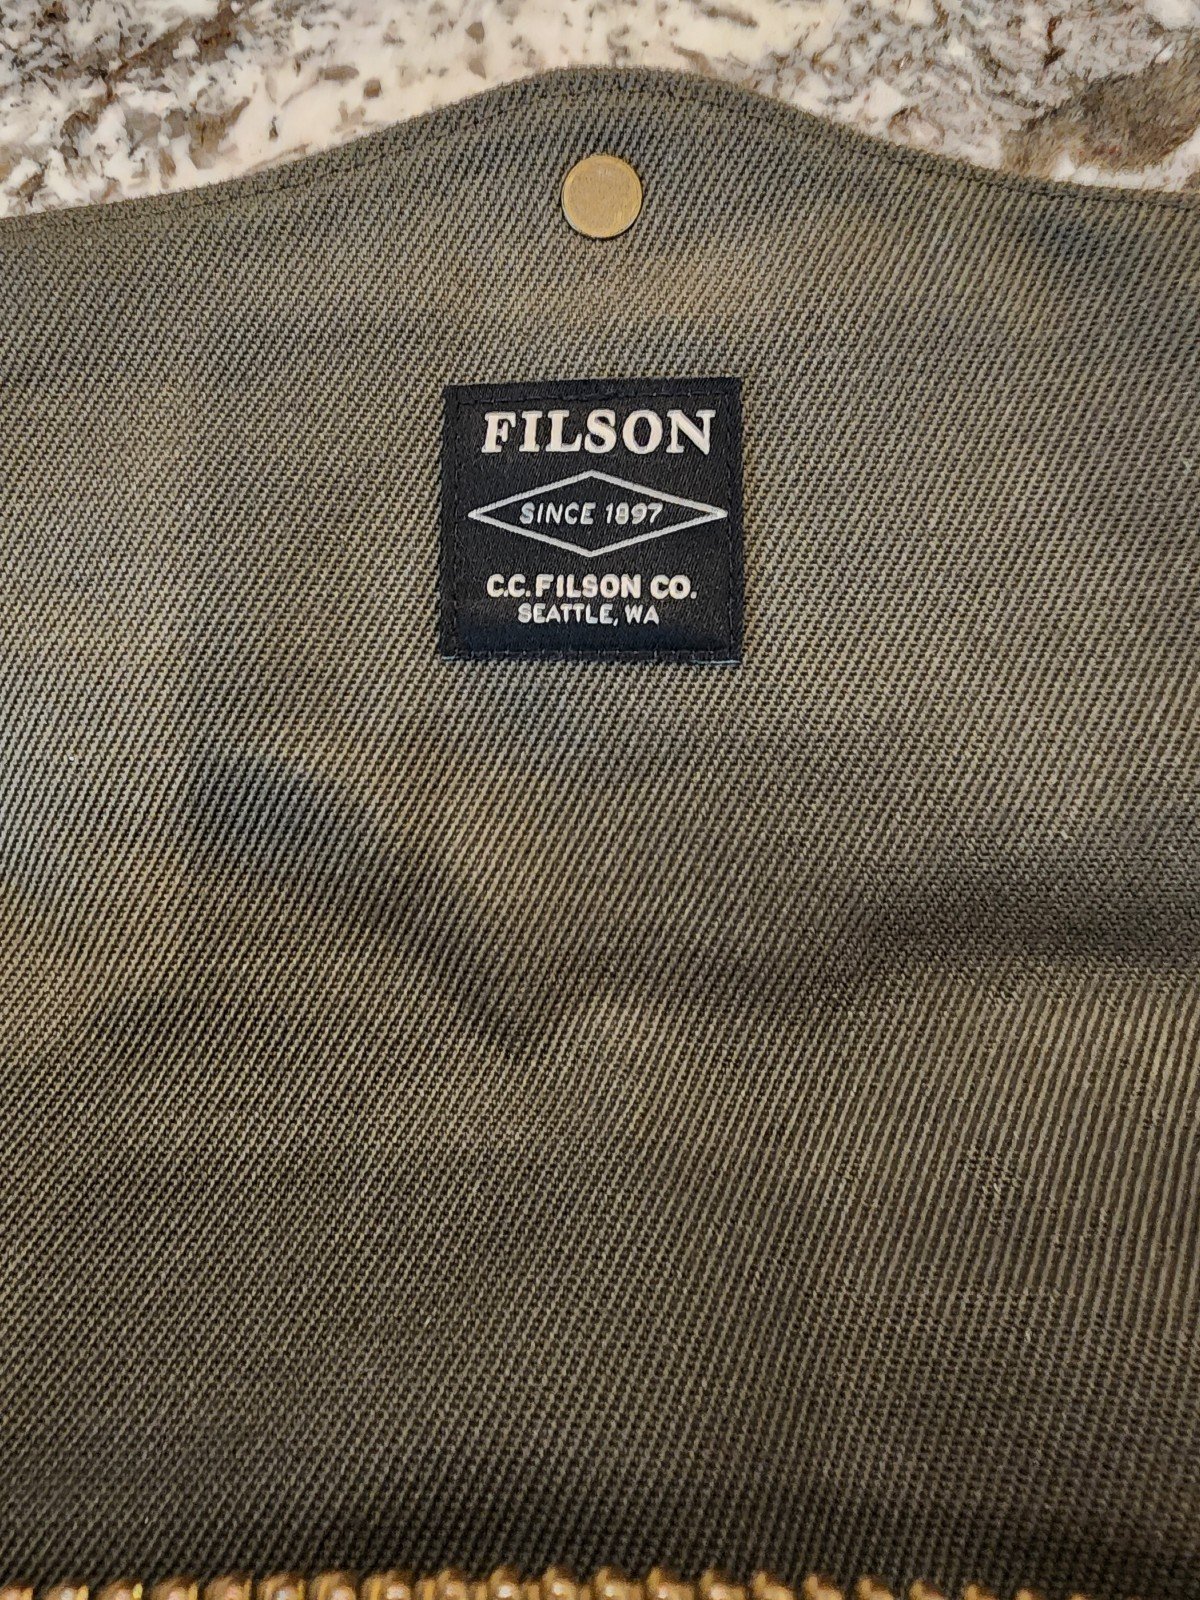 FILSON
SINCE 1897
C.C. FILSON CO.
SEATTLE, WA